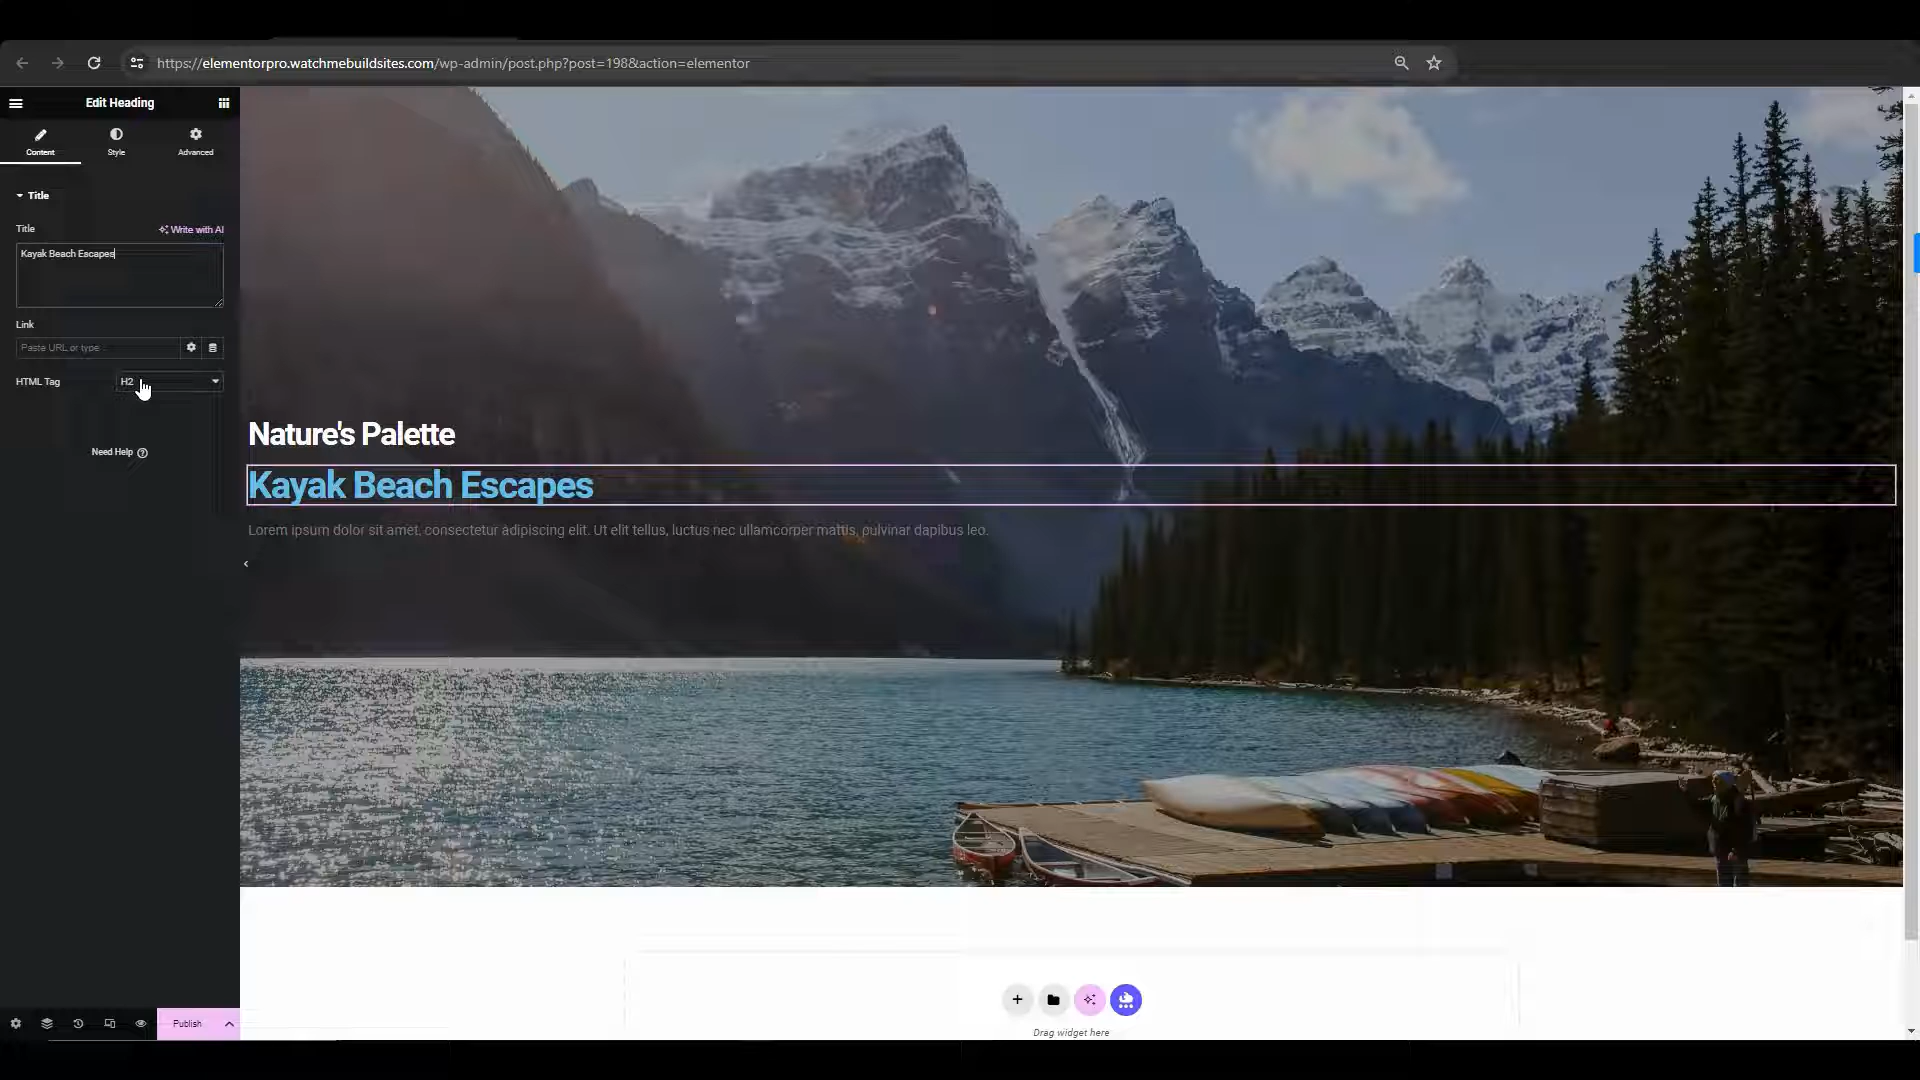 https://elementorpro.watchmebuildsites.com/wp-admin/post.php?post=198&action=elementor
Edit Heading
Content
Style
Advanced
Title
Title
Write with AI
Kayak Beach Escapes
Link
Paste URL or type
HTML Tag
H2
Need Help
Nature's Palette
Kayak Beach Escapes
Lorem ipsum dolor sit amet, consectetur adipiscing elit. Ut elit tellus, luctus nec ullamcorper mattis, pulvinar dapibus leo.
Publish
Drag widget here